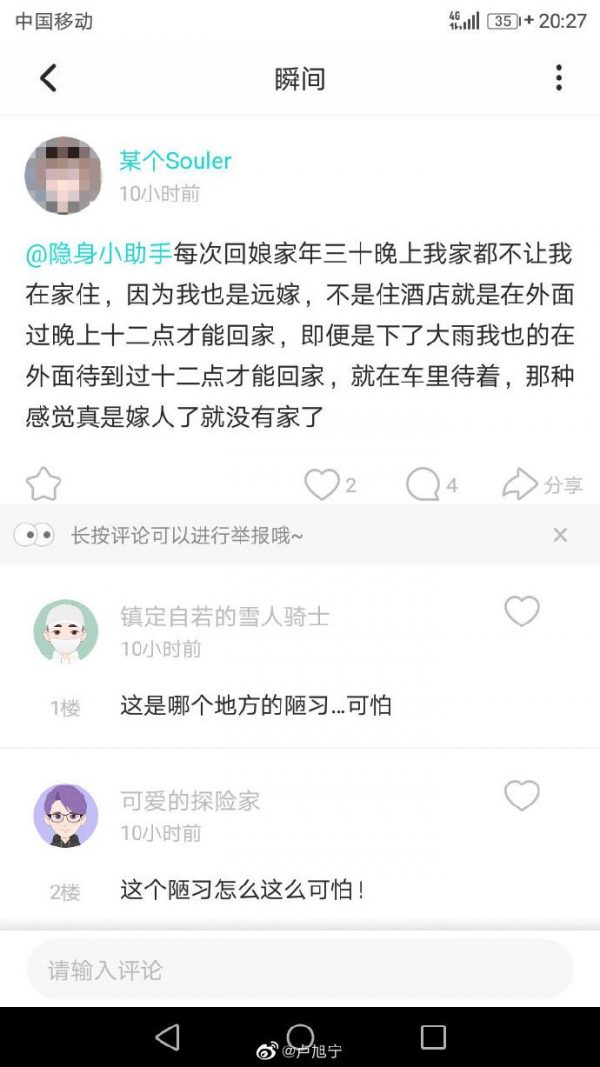 中国移动
4G
35
20:27
瞬间
某个Souler
10小时前
@隐身小助手每次回娘家年三十晚上我家都不让我
在家住，因为我也是远嫁，不是住酒店就是在外面
过晚上十二点才能回家，即便是下了大雨我也的在
外面待到过十二点才能回家，就在车里待着，那种
感觉真是嫁人了就没有家了
2
4
分享
长按评论可以进行举报哦~
镇定自若的雪人骑士
10小时前
1楼
这是哪个地方的陋习...可怕
可爱的探险家
10小时前
2楼
这个陋习怎么这么可怕！
请输入评论
@卢旭宁